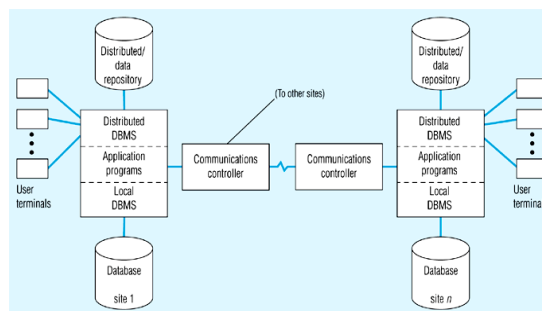 Distributed/
data
repository
Distributed/
data
repository
(To other sites)
Distributed
DBMS
Application
programs
Local
DBMS
Communications
controller
Communications
controller
Distributed
DBMS
Application
programs
Local
DBMS
User
terminals
User
termina
Database
site 1
Database
site n